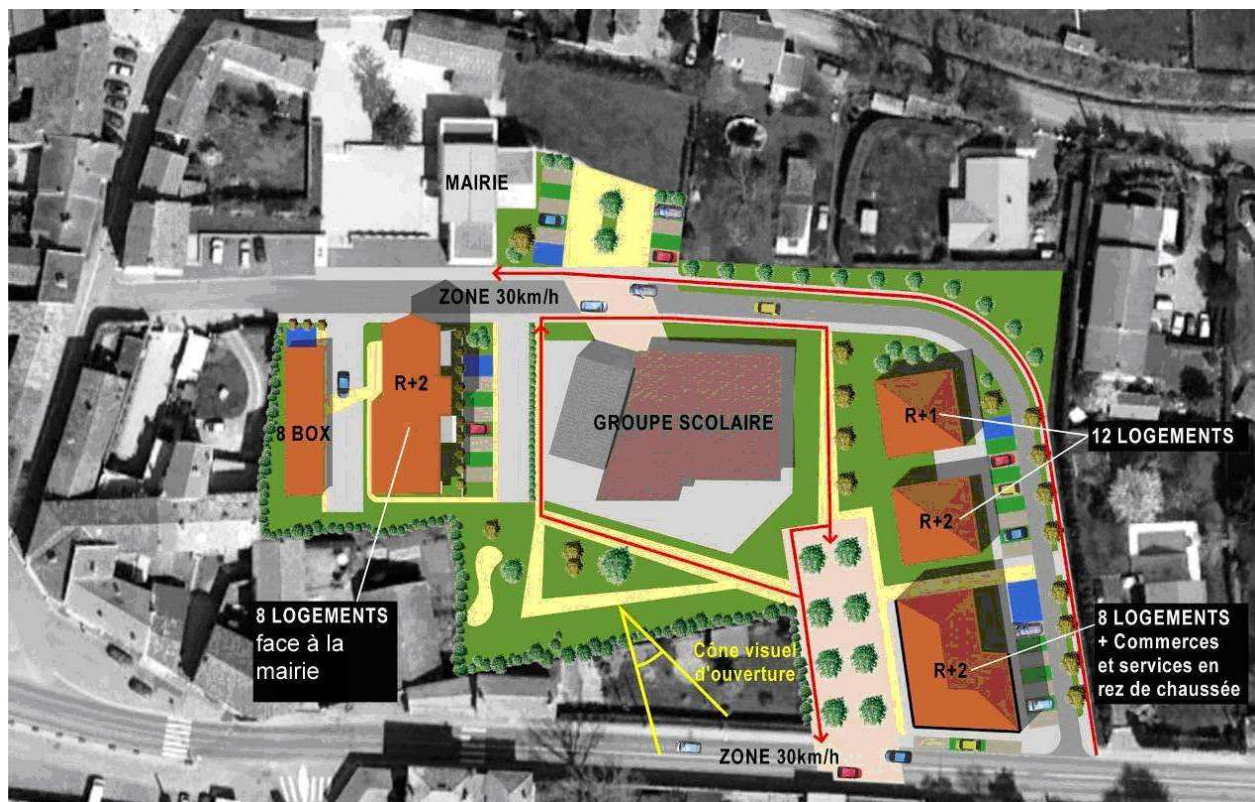 MAIRIE
ZONE 30km/h
R+2
8 BOX
GROUPE SCOLAIRE
R+1
12 LOGEMENTS
R+2
8 LOGEMENTS
face à la
mairie
Cône visuel
d'ouverture
R+2
8 LOGEMENTS
+ Commerces
et services en
rez de chaussée
ZONE 30km/h